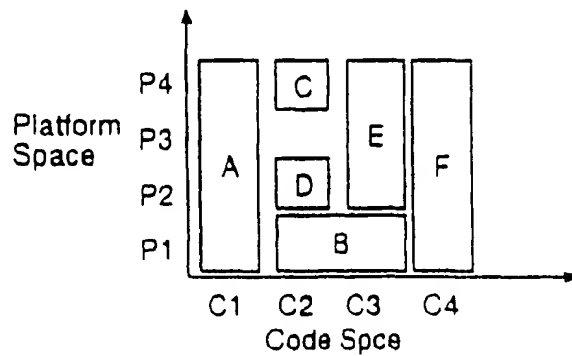 P4
C
Platform
Space
P3
E
A
F
P2
D
P1
B
C1 C2 C3 C4
Code Spce